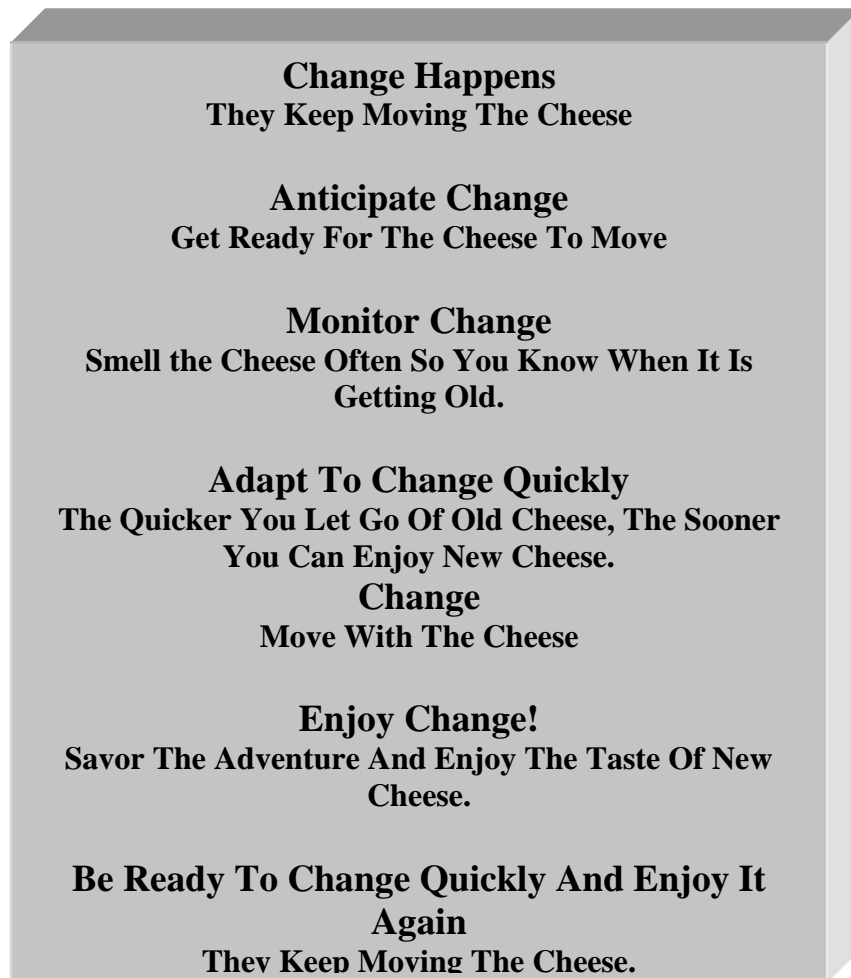 Change Happens
They Keep Moving The Cheese
Anticipate Change
Get Ready For The Cheese To Move
Monitor Change
Smell the Cheese Often So You Know When It Is
Getting Old.
Adapt To Change Quickly
The Quicker You Let Go Of Old Cheese, The Sooner
You Can Enjoy New Cheese.
Change
Move With The Cheese
Enjoy Change!
Savor The Adventure And Enjoy The Taste Of New
Cheese.
Be Ready To Change Quickly And Enjoy It
Again
They Keep Moving The Cheese.